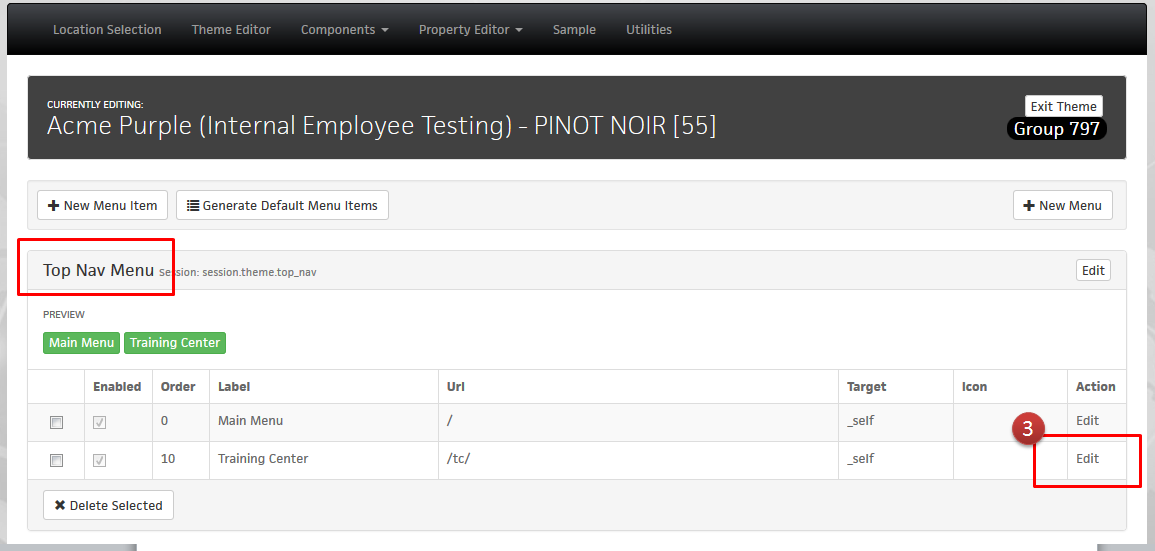 Location Selection Theme Editor Components Property Editor Sample Utilities
CURRENTLY EDITING:
Acme Purple (Internal Employee Testing) - PINOT NOIR [55]
Exit Theme
Group 797
New Menu Item Generate Default Menu Items New Menu
Top Nav Menu Session: session.theme.top_nav Edit
PREVIEW
Main Menu Training Center
Enabled Order Label Url Target Icon Action
0 Main Menu / _self Edit
3
10 Training Center /tc/ _self Edit
Delete Selected